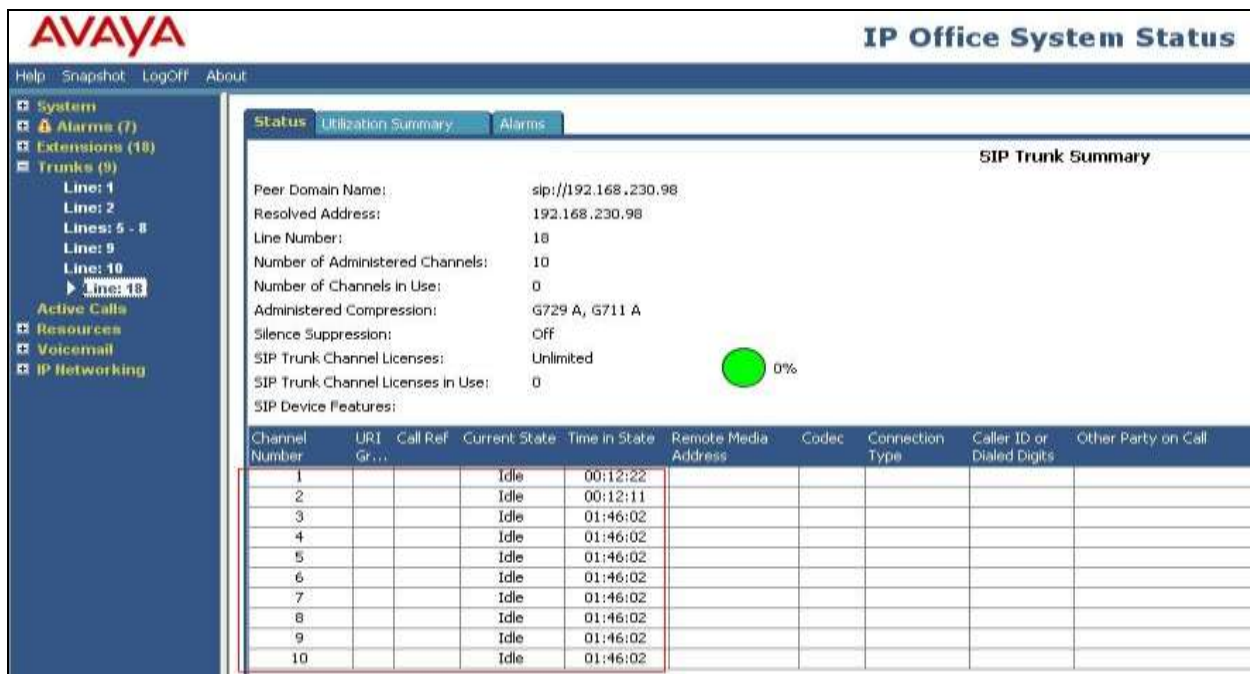 AVAYA
IP Office System Status
Help Snapshot LogOff About
System
Alarms (7)
Extensions (18)
Trunks (9)
Line: 1
Line: 2
Lines: 5 - 8
Line: 9
Line: 10
Line: 18
Active Calls
Resources
Voicemail
IP Networking
Status Utilization Summary Alarms
SIP Trunk Summary
Peer Domain Name: sip://192.168.230.98
Resolved Address: 192.168.230.98
Line Number: 18
Number of Administered Channels: 10
Number of Channels in Use: 0
Administered Compression: G729 A, G711 A
Silence Suppression: Off
SIP Trunk Channel Licenses: Unlimited
0%
SIP Trunk Channel Licenses in Use: 0
SIP Device Features:
Channel Number URI Gr... Call Ref Current State Time in State Remote Media Address Codec Connection Type Caller ID or Dialed Digits Other Party on Call
1 Idle 00:12:22
2 Idle 00:12:11
3 Idle 01:46:02
4 Idle 01:46:02
5 Idle 01:46:02
6 Idle 01:46:02
7 Idle 01:46:02
8 Idle 01:46:02
9 Idle 01:46:02
10 Idle 01:46:02